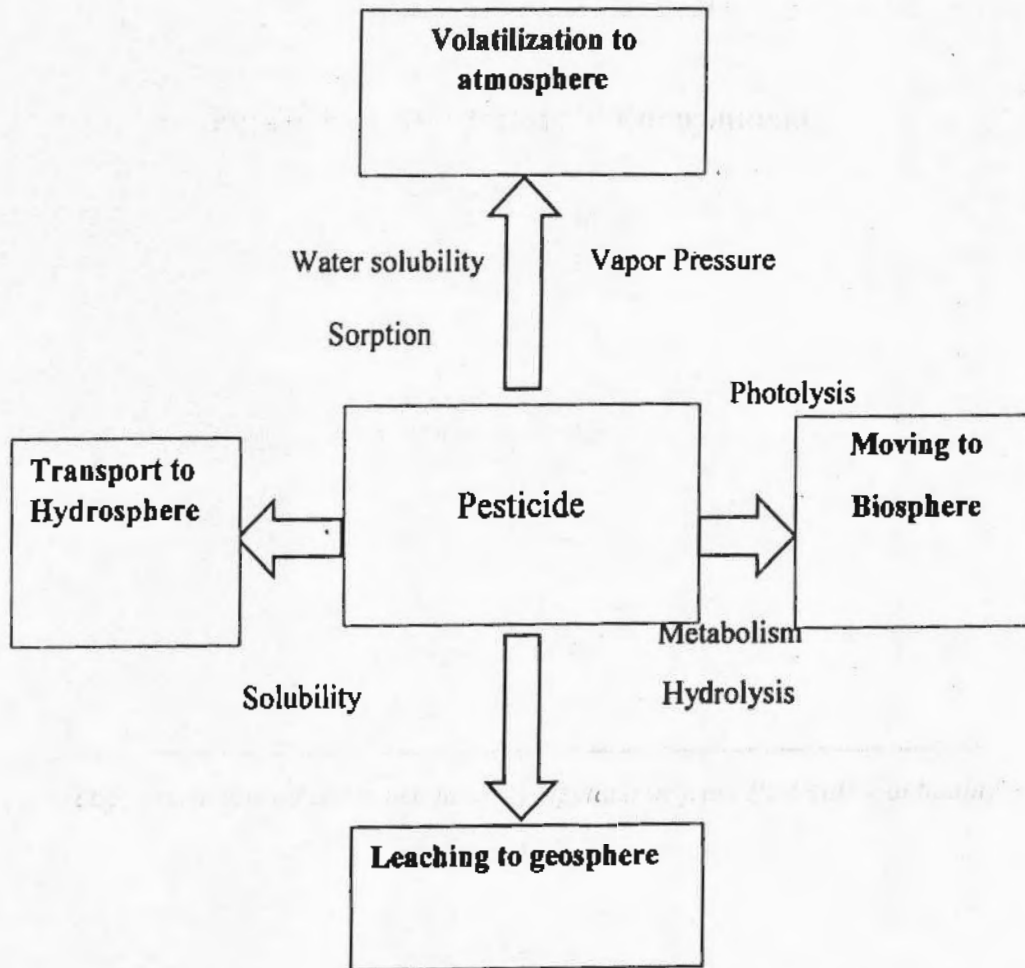 Volatilization to
atmosphere
Water solubility
Vapor Pressure
Sorption
Photolysis
Transport to
Hydrosphere
Pesticide
Moving to
Biosphere
Metabolism
Solubility
Hydrolysis
Leaching to geosphere